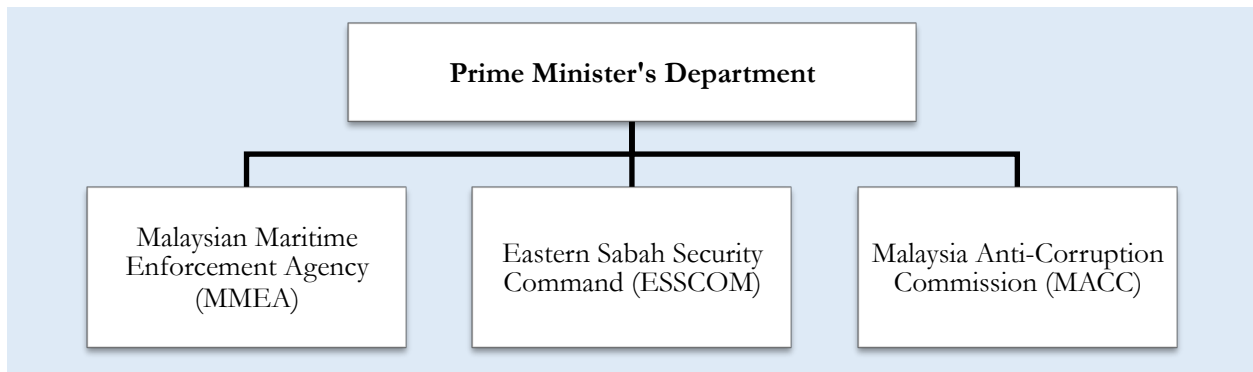 Prime Minister's Department
Malaysian Maritime
Enforcement Agency
(MMEA)
Eastern Sabah Security
Command (ESSCOM)
Malaysia Anti-Corruption
Commission (MACC)